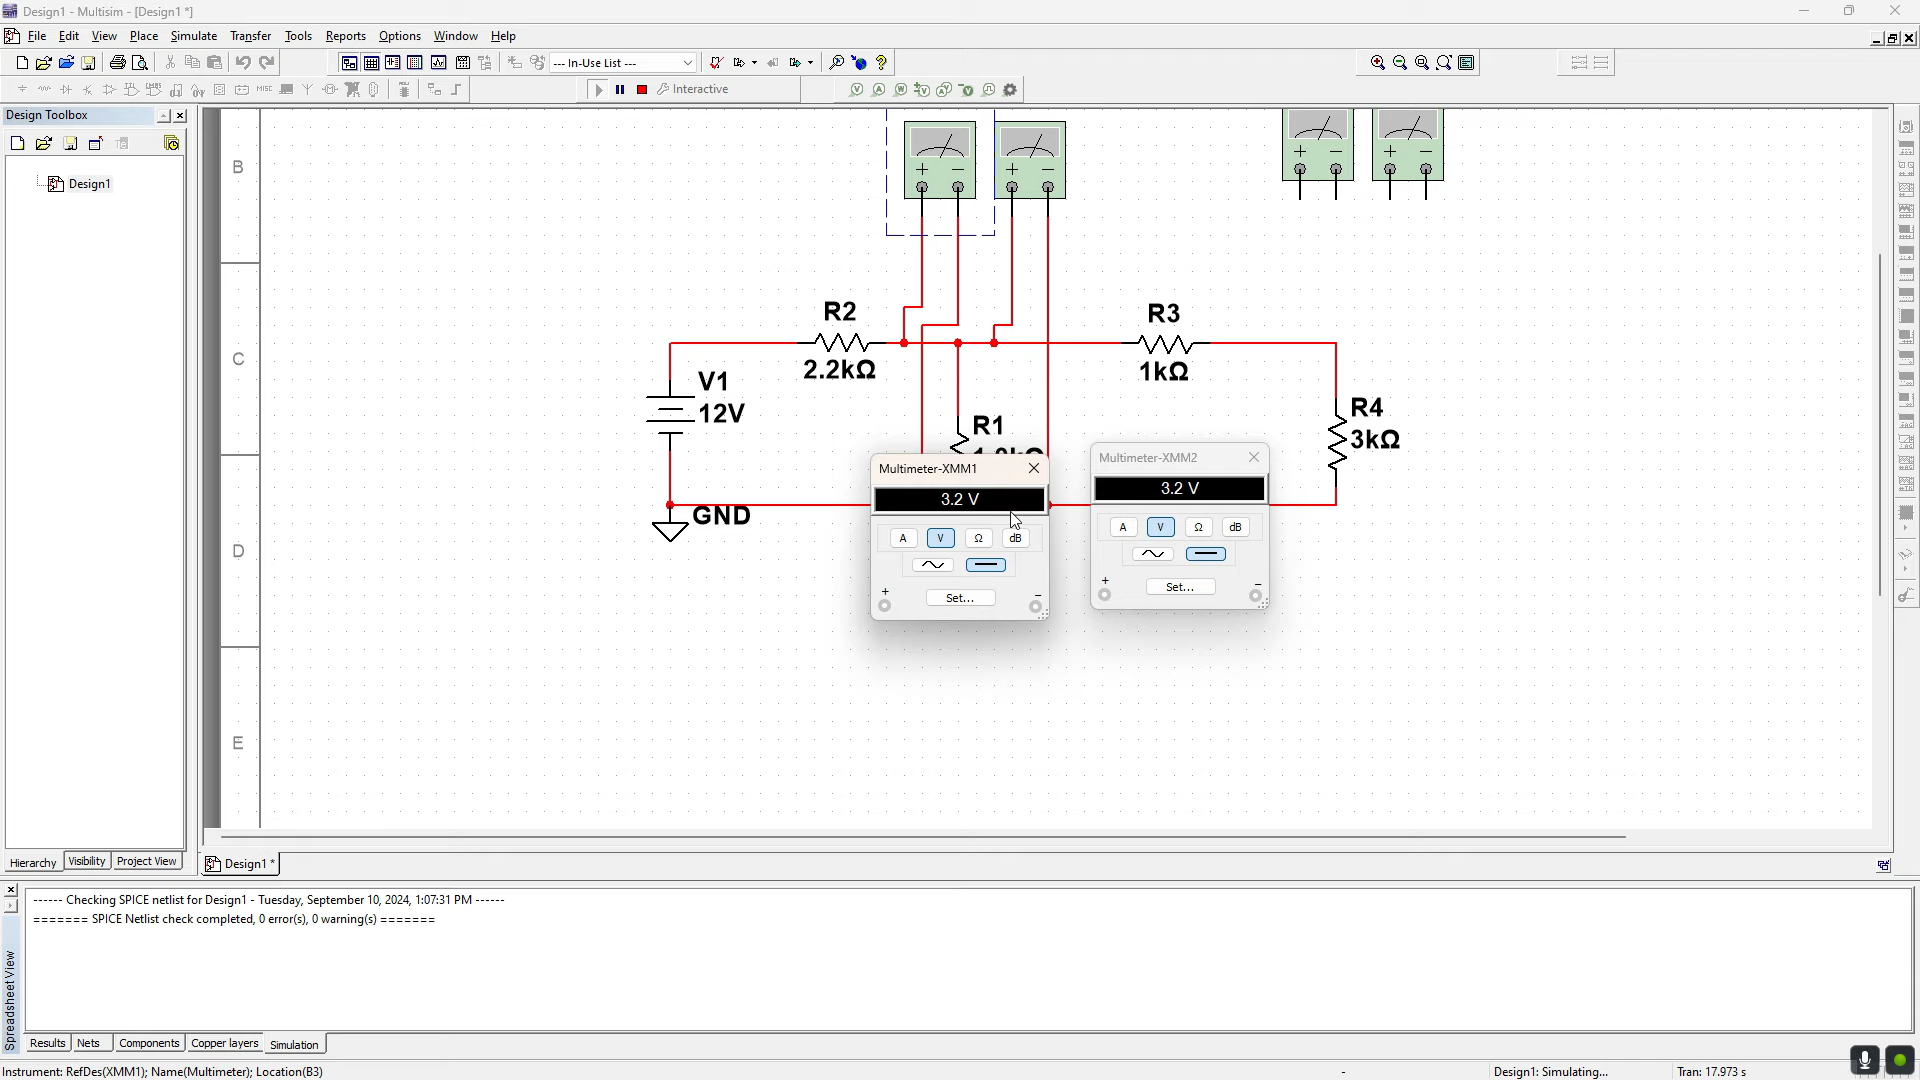 Design1 - Multisim - [Design1 *]
File Edit View Place Simulate Transfer Tools Reports Options Window Help
--- In-Use List ---
Interactive
Design Toolbox
Design1
B
C
D
E
R2
2.2kΩ
R3
1kΩ
V1
12V
R4
3kΩ
R1
GND
Multimeter-XMM1
3.2 V
A V Ω dB
+ −
Set...
Multimeter-XMM2
3.2 V
A V Ω dB
+ −
Set...
Hierarchy Visibility Project View
Design1 *
------ Checking SPICE netlist for Design1 - Tuesday, September 10, 2024, 1:07:31 PM ------
======= SPICE Netlist check completed, 0 error(s), 0 warning(s) =======
Spreadsheet View
Results Nets Components Copper layers Simulation
Instrument: RefDes(XMM1); Name(Multimeter); Location(B3)
-
Design1: Simulating...
Tran: 17.973 s